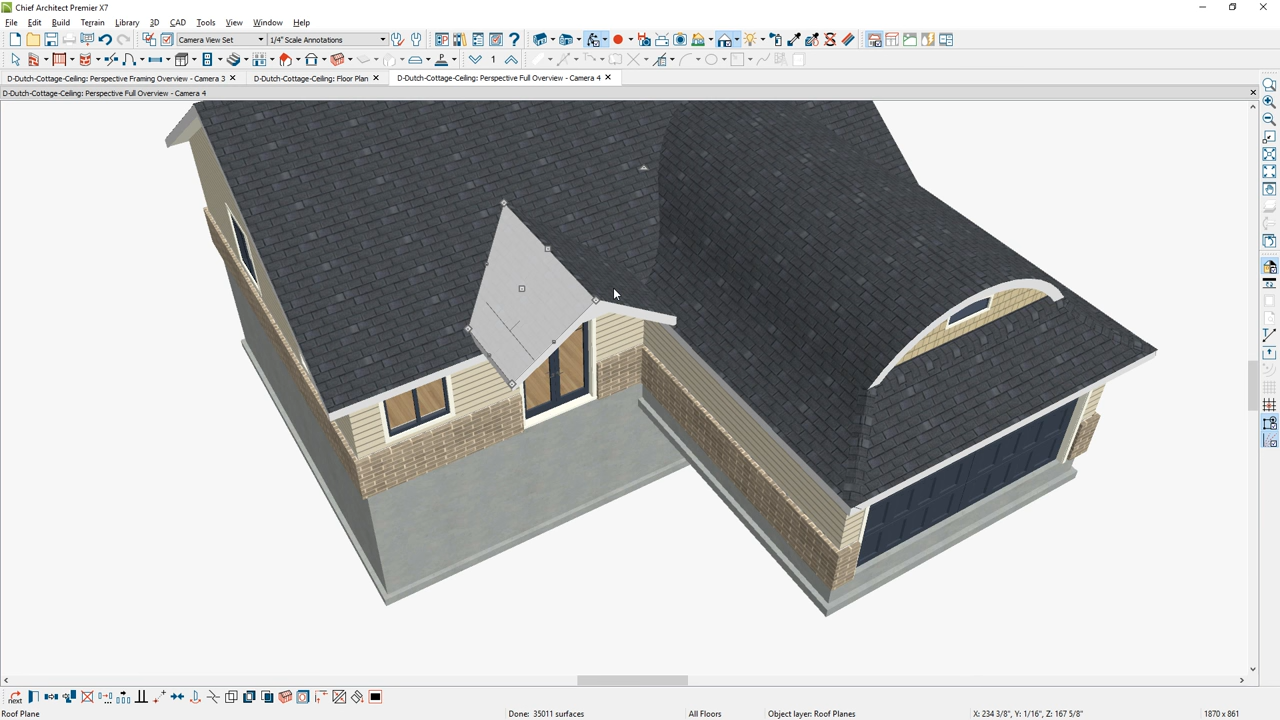 Chief Architect Premier X7
File Edit Build Terrain Library 3D CAD Tools View Window Help
Camera View Set 1/4" Scale Annotations
1
D-Dutch-Cottage-Ceiling: Perspective Framing Overview - Camera 3 D-Dutch-Cottage-Ceiling: Floor Plan D-Dutch-Cottage-Ceiling: Perspective Full Overview - Camera 4
D-Dutch-Cottage-Ceiling: Perspective Full Overview - Camera 4
next
Roof Plane Done: 35011 surfaces All Floors Object layer: Roof Planes X: 234 3/8", Y: 1/16", Z: 167 5/8" 1870 x 861